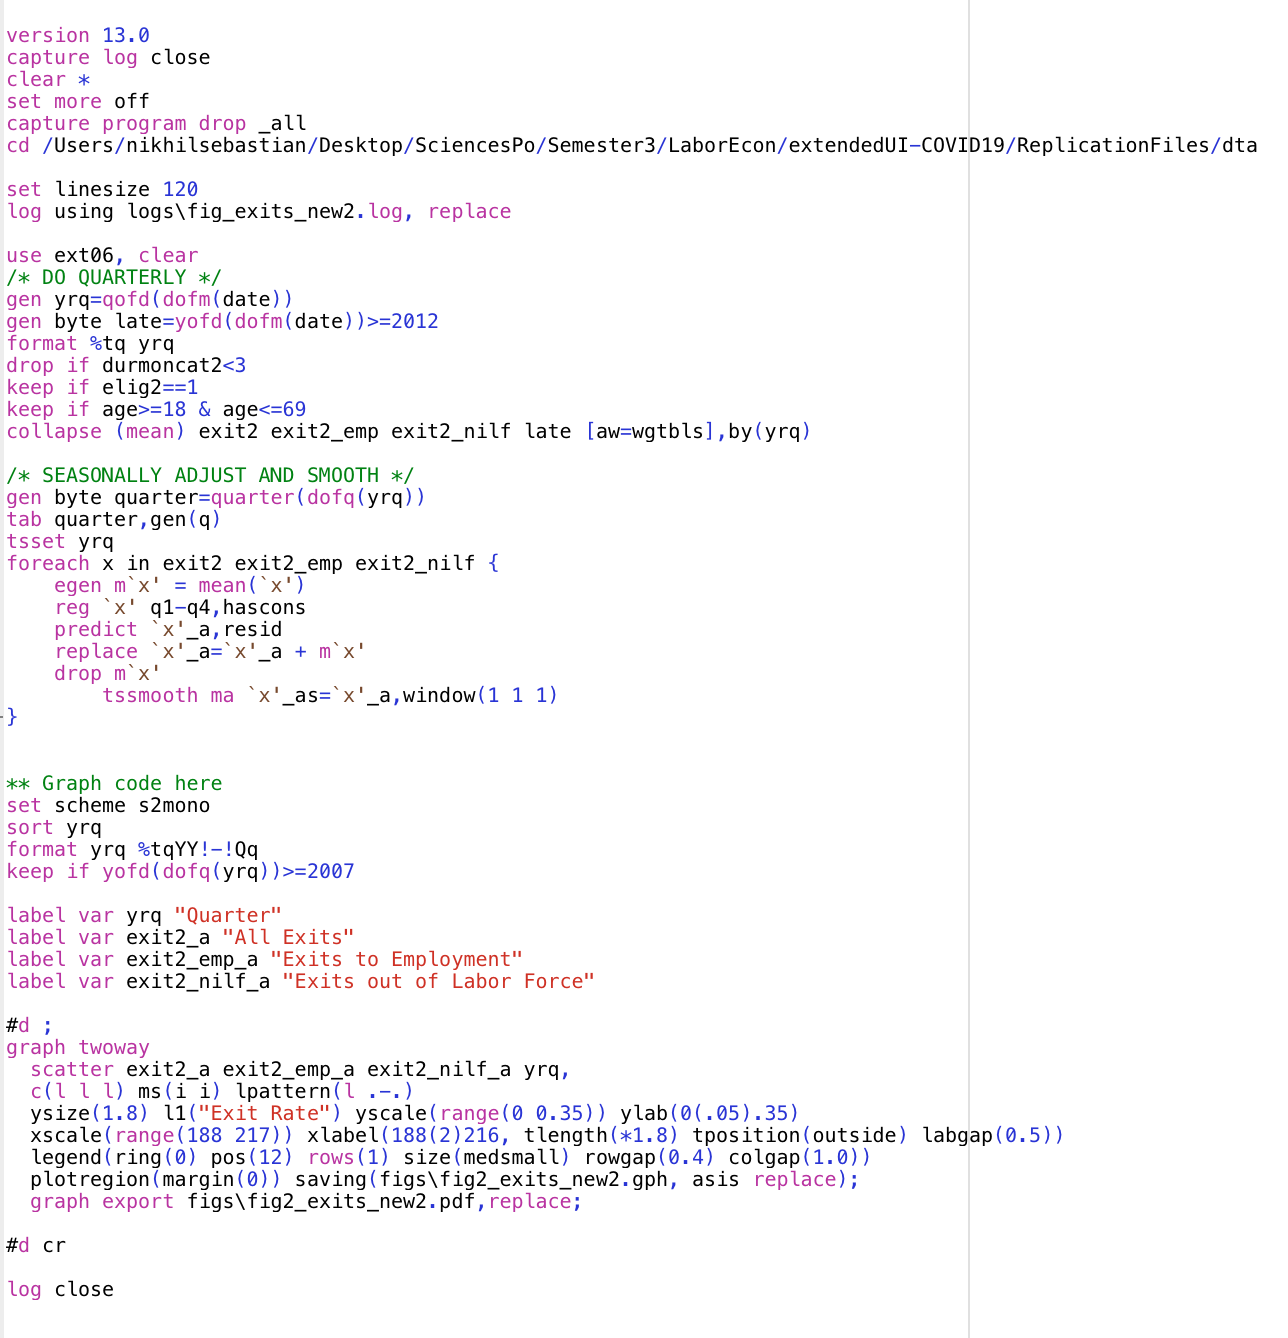 version 13.0
capture log close
clear *
set more off
capture program drop _all
cd /Users/nikhilsebastian/Desktop/SciencesPo/Semester3/LaborEcon/extendedUI-COVID19/ReplicationFiles/dta
set linesize 120
log using logs\fig_exits_new2.log, replace
use ext06, clear
/* DO QUARTERLY */
gen yrq=qofd(dofm(date))
gen byte late=yofd(dofm(date))>=2012
format %tq yrq
drop if durmoncat2<3
keep if elig2==1
keep if age>=18 & age<=69
collapse (mean) exit2 exit2_emp exit2_nilf late [aw=wgtbls],by(yrq)
/* SEASONALLY ADJUST AND SMOOTH */
gen byte quarter=quarter(dofq(yrq))
tab quarter,gen(q)
tsset yrq
foreach x in exit2 exit2_emp exit2_nilf {
    egen m`x' = mean(`x')
    reg `x' q1-q4,hascons
    predict `x'_a,resid
    replace `x'_a=`x'_a + m`x'
    drop m`x'
        tssmooth ma `x'_as=`x'_a,window(1 1 1)
}
** Graph code here
set scheme s2mono
sort yrq
format yrq %tqYY!-!Qq
keep if yofd(dofq(yrq))>=2007
label var yrq "Quarter"
label var exit2_a "All Exits"
label var exit2_emp_a "Exits to Employment"
label var exit2_nilf_a "Exits out of Labor Force"
#d ;
graph twoway
  scatter exit2_a exit2_emp_a exit2_nilf_a yrq,
  c(l l l) ms(i i) lpattern(l .-.)
  ysize(1.8) l1("Exit Rate") yscale(range(0 0.35)) ylab(0(.05).35)
  xscale(range(188 217)) xlabel(188(2)216, tlength(*1.8) tposition(outside) labgap(0.5))
  legend(ring(0) pos(12) rows(1) size(medsmall) rowgap(0.4) colgap(1.0))
  plotregion(margin(0)) saving(figs\fig2_exits_new2.gph, asis replace);
  graph export figs\fig2_exits_new2.pdf,replace;
#d cr
log close